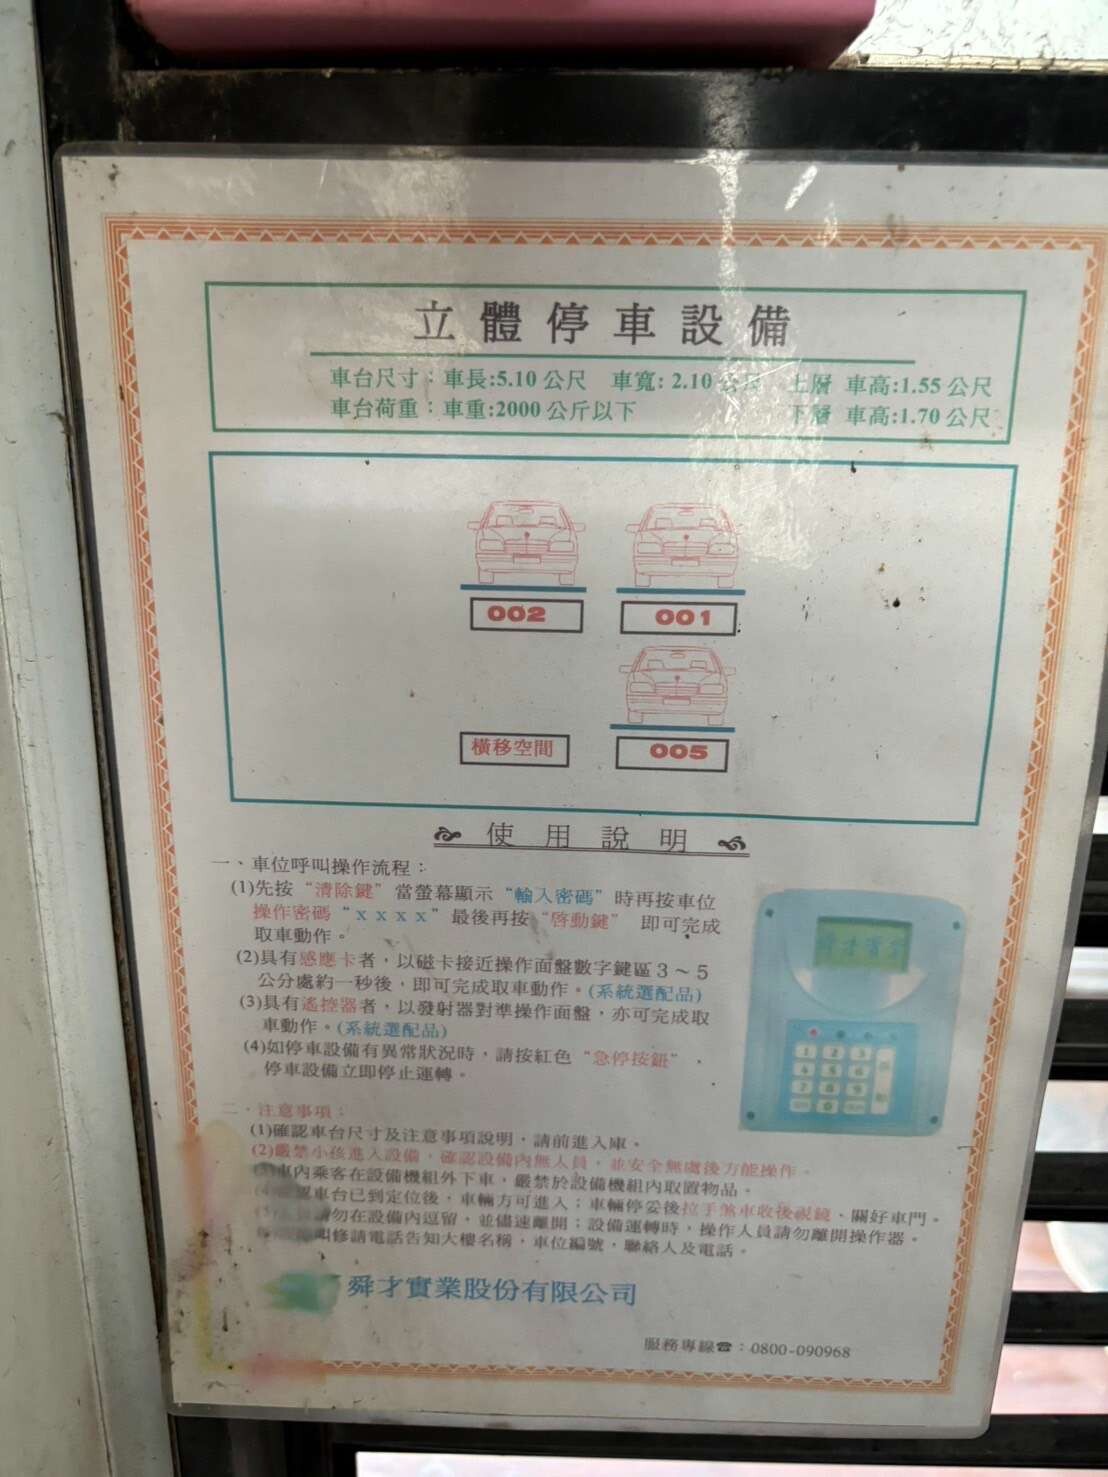 立體停車設備
車台尺寸：車長:5.10 公尺 車寬: 2.10 公尺 上層 車高:1.55 公尺
車台荷重：車重:2000 公斤以下 下層 車高:1.70 公尺
002 001
橫移空間 005
使用說明
一、車位呼叫操作流程：
(1)先按“清除鍵”當螢幕顯示“輸入密碼”時再按車位
操作密碼“ｘｘｘｘ”最後再按“啓動鍵” 即可完成
取車動作。
(2)具有感應卡者，以磁卡接近操作面盤數字鍵區３～５
公分處約一秒後，即可完成取車動作。(系統選配品)
(3)具有遙控器者，以發射器對準操作面盤，亦可完成取
車動作。(系統選配品)
(4)如停車設備有異常狀況時，請按紅色“急停按鈕”，
停車設備立即停止運轉。
二、注意事項：
(1)確認車台尺寸及注意事項說明，請前進入庫。
(2)嚴禁小孩進入設備，確認設備內無人員，並安全無虞後方能操作。
(3)車內乘客在設備機組外下車，嚴禁於設備機組內取置物品。
認車台已到定位後，車輛方可進入；車輛停妥後拉手煞車收後視鏡、關好車門。
勿在設備內逗留，並儘速離開；設備運轉時，操作人員請勿離開操作器。
叫修請電話告知大樓名稱，車位編號，聯絡人及電話。
舜才實業股份有限公司
服務專線☎：0800-090968